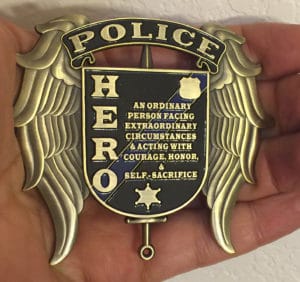 POLICE
HERO
AN ORDINARY
PERSON FACING
EXTRAORDINARY
CIRCUMSTANCES
& ACTING WITH
COURAGE, HONOR,
&
SELF-SACRIFICE